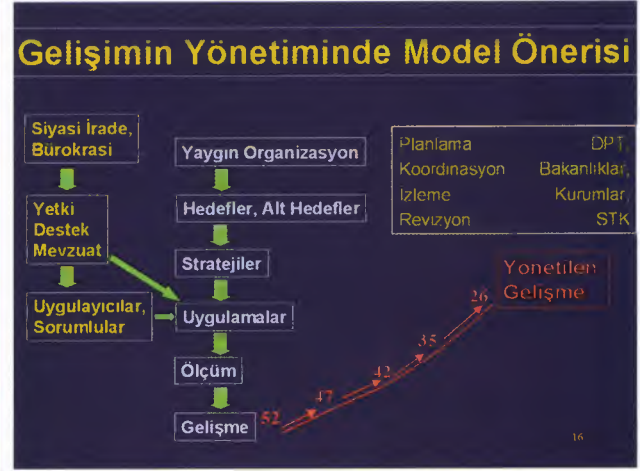 Gelişimin Yönetiminde Model Önerisi
Siyasi İrade,
Bürokrasi
Yetki
Destek
Mevzuat
Uygulayıcılar,
Sorumlular
Yaygın Organizasyon
Hedefler, Alt Hedefler
Stratejiler
Uygulamalar
Ölçüm
Gelişme
Planlama DPT,
Koordinasyon Bakanlıklar,
İzleme Kurumlar,
Revizyon STK
Yönetilen
Gelişme
52
47
42
35
26
16